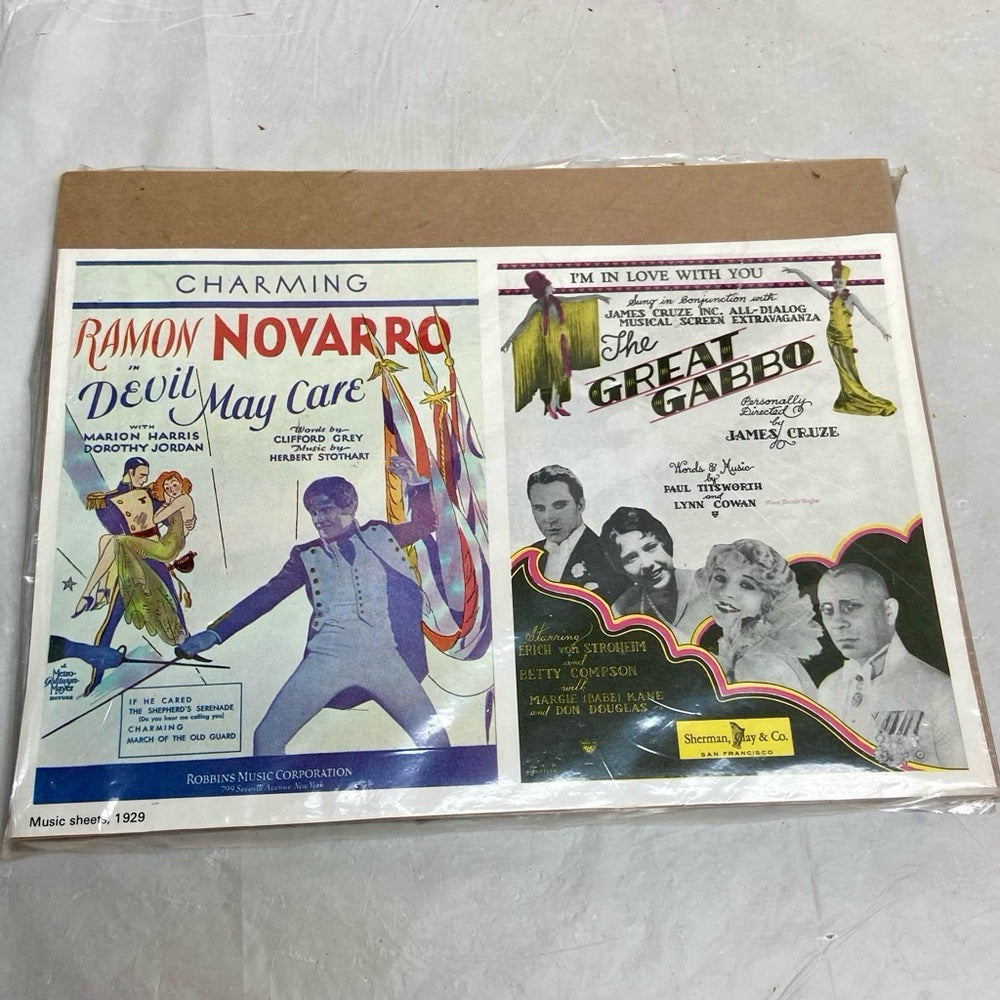 CHARMING
RAMON NOVARRO
IN
Devil May Care
WITH
MARION HARRIS
DOROTHY JORDAN
Words by
CLIFFORD GREY
Music by
HERBERT STOTHART
A
Metro-
Goldwyn-
Mayer
PICTURE
IF HE CARED
THE SHEPHERD'S SERENADE
(Do you hear me calling you)
CHARMING
MARCH OF THE OLD GUARD
ROBBINS MUSIC CORPORATION
799 Seventh Avenue, New York
I'M IN LOVE WITH YOU
Sung in Conjunction with
JAMES CRUZE INC. ALL-DIALOG
MUSICAL SCREEN EXTRAVAGANZA
The
GREAT
GABBO
Personally
Directed
by
JAMES CRUZE
Words & Music
by
PAUL TITSWORTH
and
LYNN COWAN
Starring
ERICH von STROHEIM
and
BETTY COMPSON
with
MARGIE (BABE) KANE
and DON DOUGLAS
Sherman, Clay & Co.
SAN FRANCISCO
Music sheets, 1929